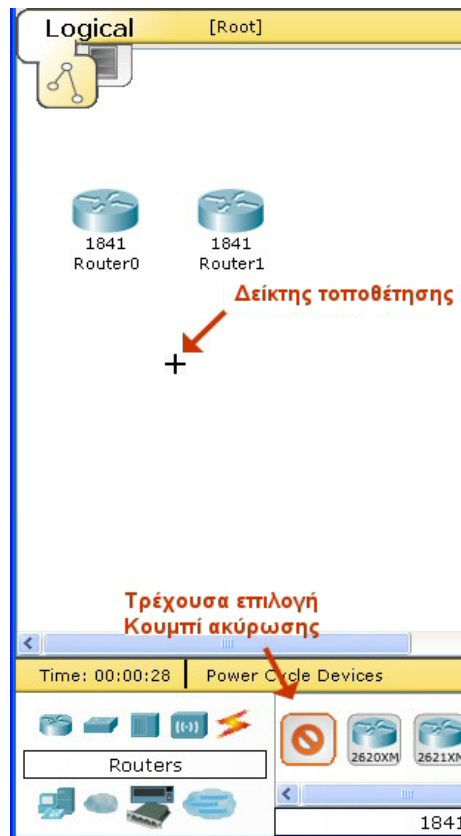 Logical [Root]
1841
Router0
1841
Router1
Δείκτης τοποθέτησης
Τρέχουσα επιλογή
Κουμπί ακύρωσης
Time: 00:00:28 Power Cycle Devices
Routers
2620XM
2621XM
1841